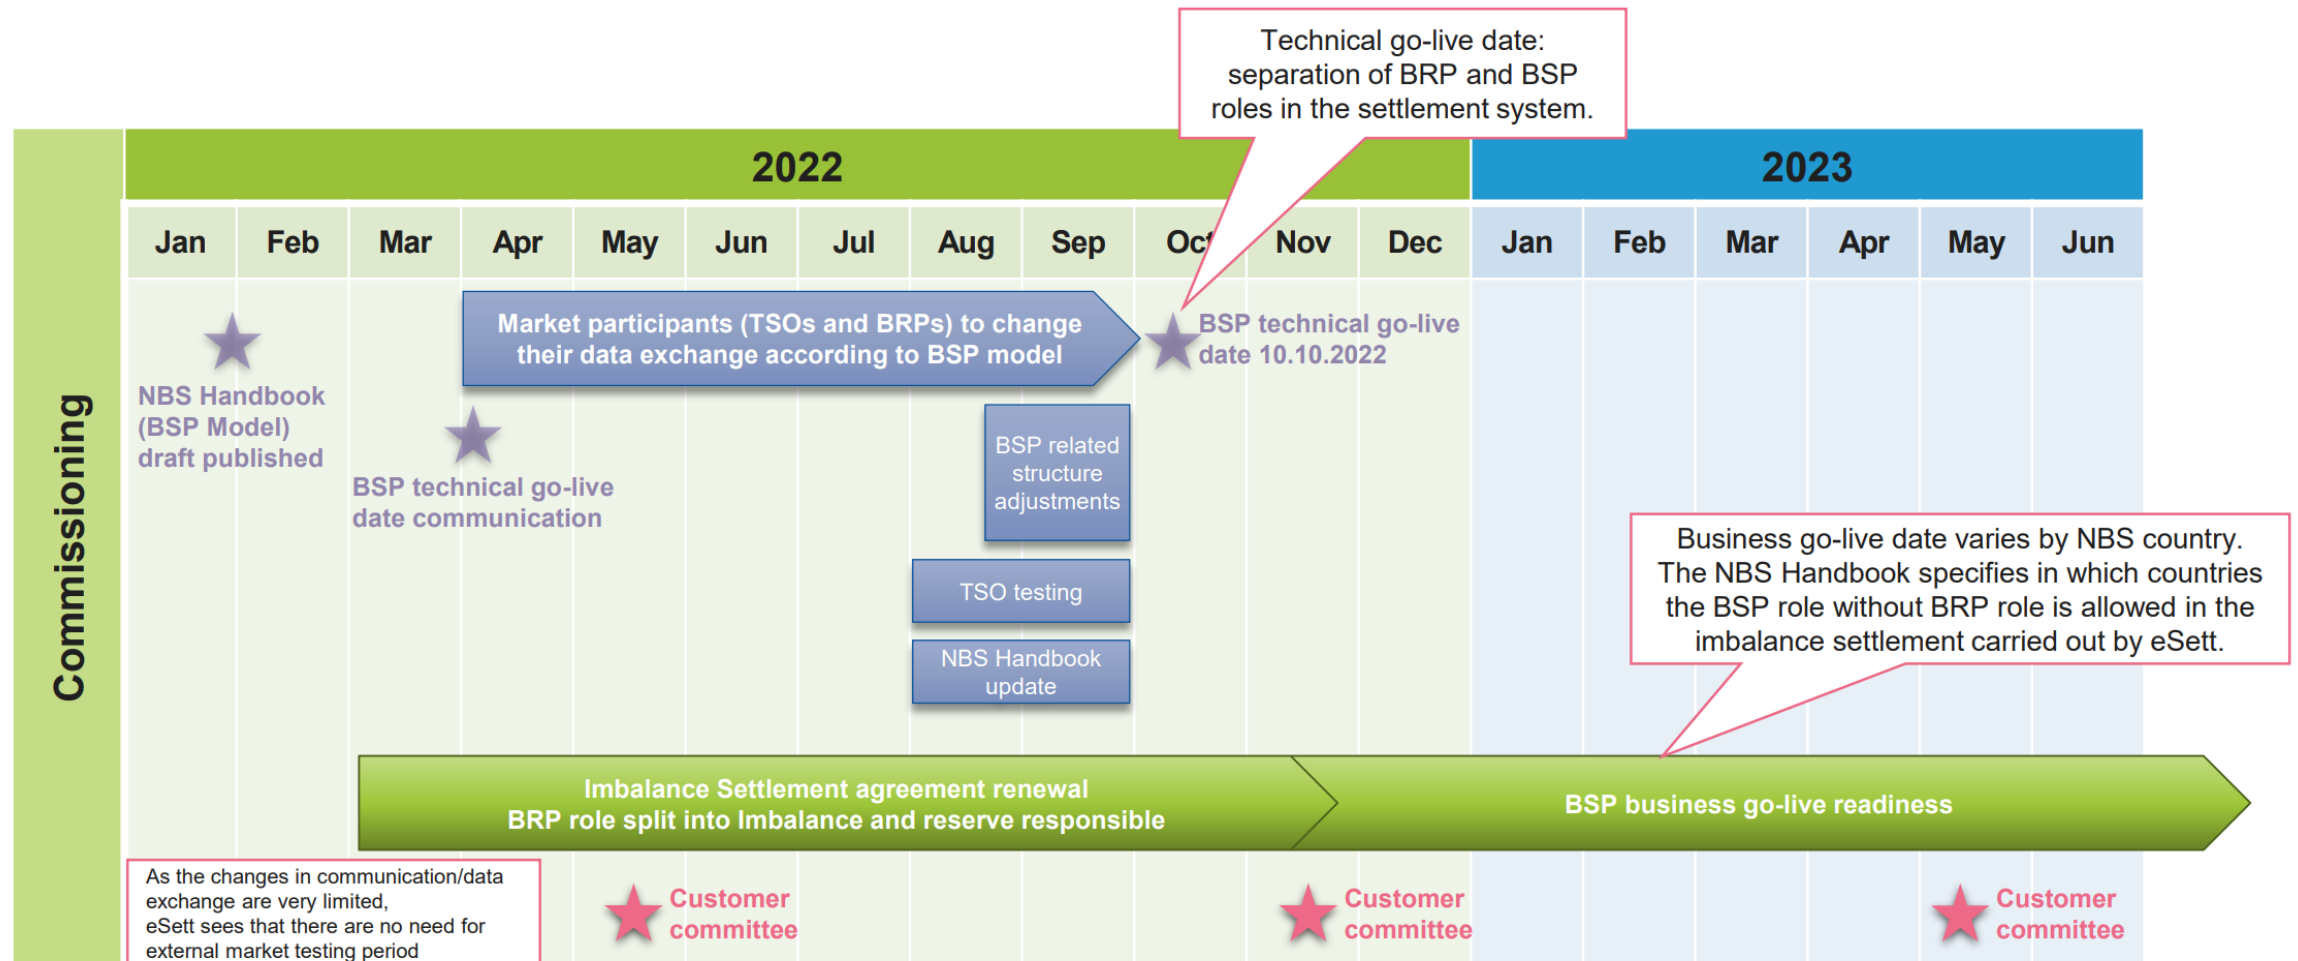 Technical go-live date:
separation of BRP and BSP
roles in the settlement system.
2022
2023
Jan
Feb
Mar
Apr
May
Jun
Jul
Aug
Sep
Oct
Nov
Dec
Jan
Feb
Mar
Apr
May
Jun
Commissioning
NBS Handbook
(BSP Model)
draft published
Market participants (TSOs and BRPs) to change
their data exchange according to BSP model
BSP technical go-live
date 10.10.2022
BSP technical go-live
date communication
BSP related
structure
adjustments
TSO testing
NBS Handbook
update
Business go-live date varies by NBS country.
The NBS Handbook specifies in which countries
the BSP role without BRP role is allowed in the
imbalance settlement carried out by eSett.
Imbalance Settlement agreement renewal
BRP role split into Imbalance and reserve responsible
BSP business go-live readiness
As the changes in communication/data
exchange are very limited,
eSett sees that there are no need for
external market testing period
Customer
committee
Customer
committee
Customer
committee